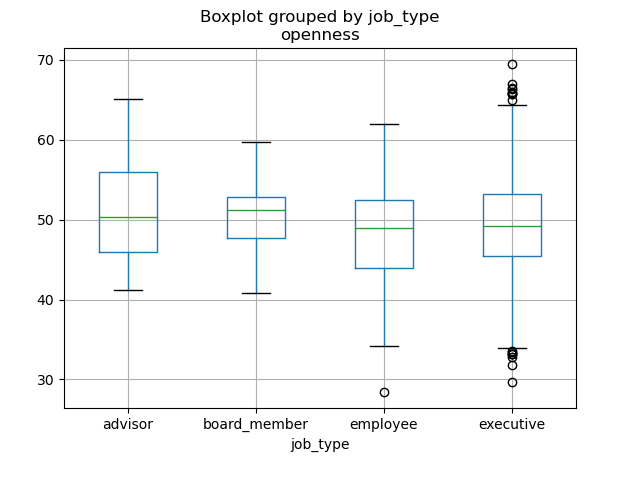 Boxplot grouped by job_type
openness
70
60
50
40
30
advisor board_member employee executive
job_type